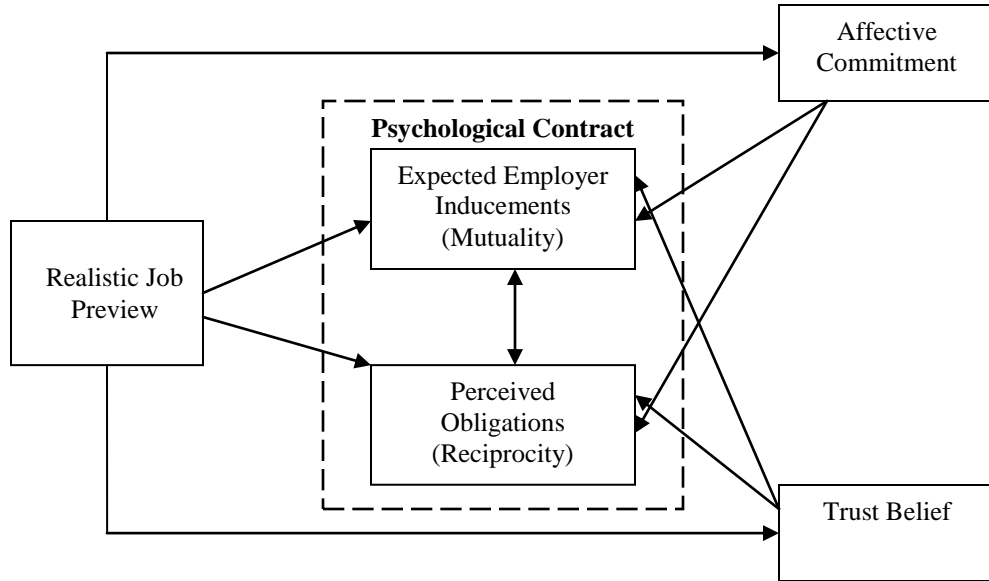 Affective
Commitment
Psychological Contract
Expected Employer
Inducements
(Mutuality)
Realistic Job
Preview
Perceived
Obligations
(Reciprocity)
Trust Belief